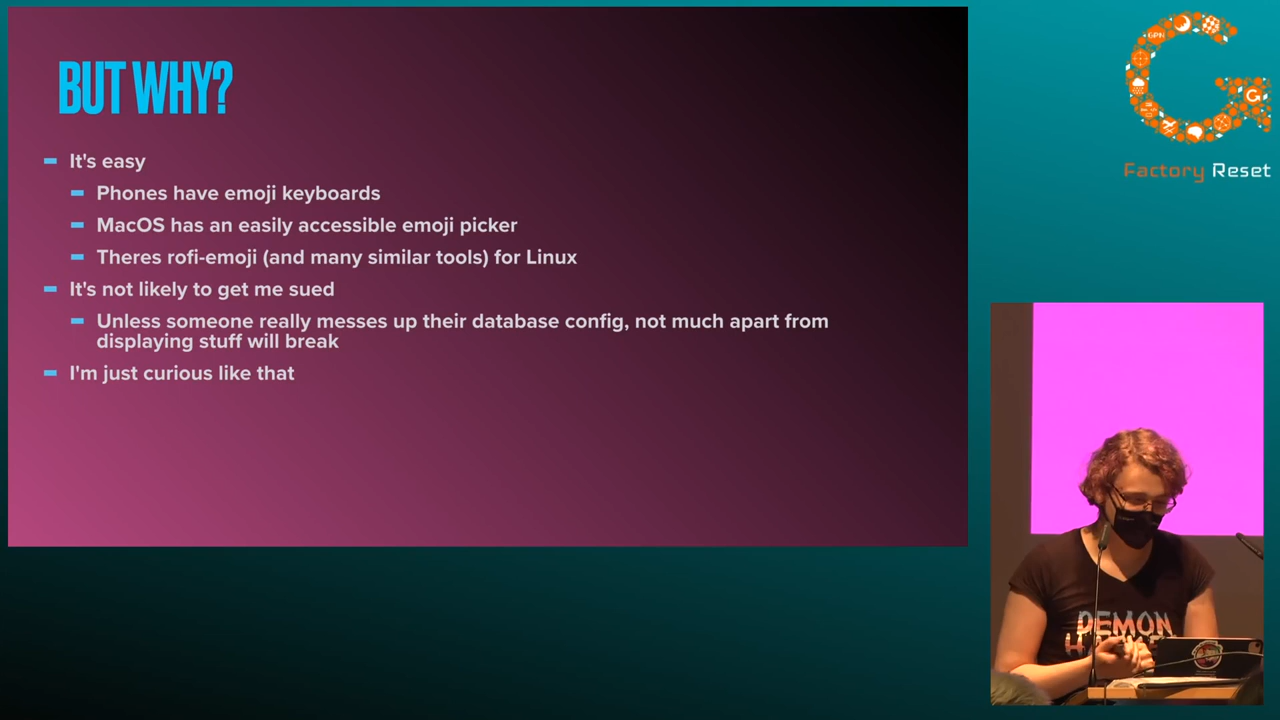 BUT WHY?
It's easy
Phones have emoji keyboards
MacOS has an easily accessible emoji picker
Theres rofi-emoji (and many similar tools) for Linux
It's not likely to get me sued
Unless someone really messes up their database config, not much apart from
displaying stuff will break
I'm just curious like that
GPN
Factory Reset
DEMON